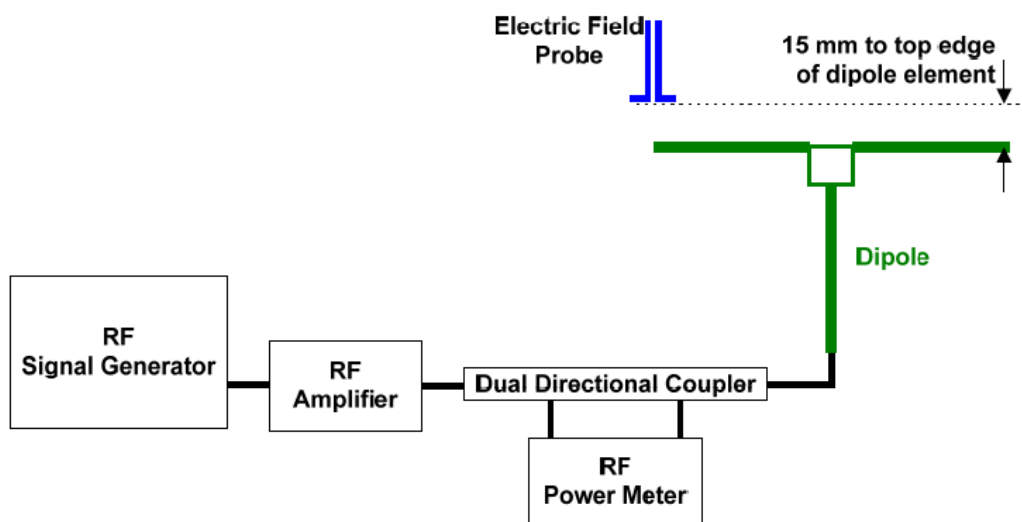 Electric Field
Probe
15 mm to top edge
of dipole element
Dipole
RF
Signal Generator
RF
Amplifier
Dual Directional Coupler
RF
Power Meter